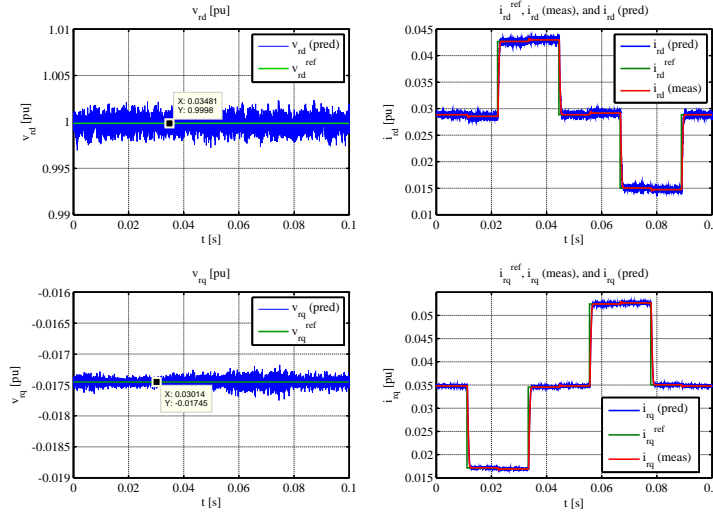 v_rd [pu]
1.01
1.005
1
0.995
0.99
v_rd [pu]
v_rd (pred)
v_rd^ref
X: 0.03481
Y: 0.9998
0 0.02 0.04 0.06 0.08 0.1
t [s]
i_rd^ref, i_rd (meas), and i_rd (pred)
0.045
0.04
0.035
0.03
0.025
0.02
0.015
0.01
i_rd [pu]
i_rd (pred)
i_rd^ref
i_rd (meas)
0 0.02 0.04 0.06 0.08 0.
t [s]
v_rq [pu]
-0.016
-0.0165
-0.017
-0.0175
-0.018
-0.0185
-0.019
v_rq [pu]
v_rq (pred)
v_rq^ref
X: 0.03014
Y: -0.01745
0 0.02 0.04 0.06 0.08 0.1
t [s]
i_rq^ref, i_rq (meas), and i_rq (pred)
0.05
0.045
0.04
0.035
0.03
0.025
0.02
0.015
i_rq [pu]
i_rq (pred)
i_rq^ref
i_rq (meas)
0 0.02 0.04 0.06 0.08 0.
t [s]